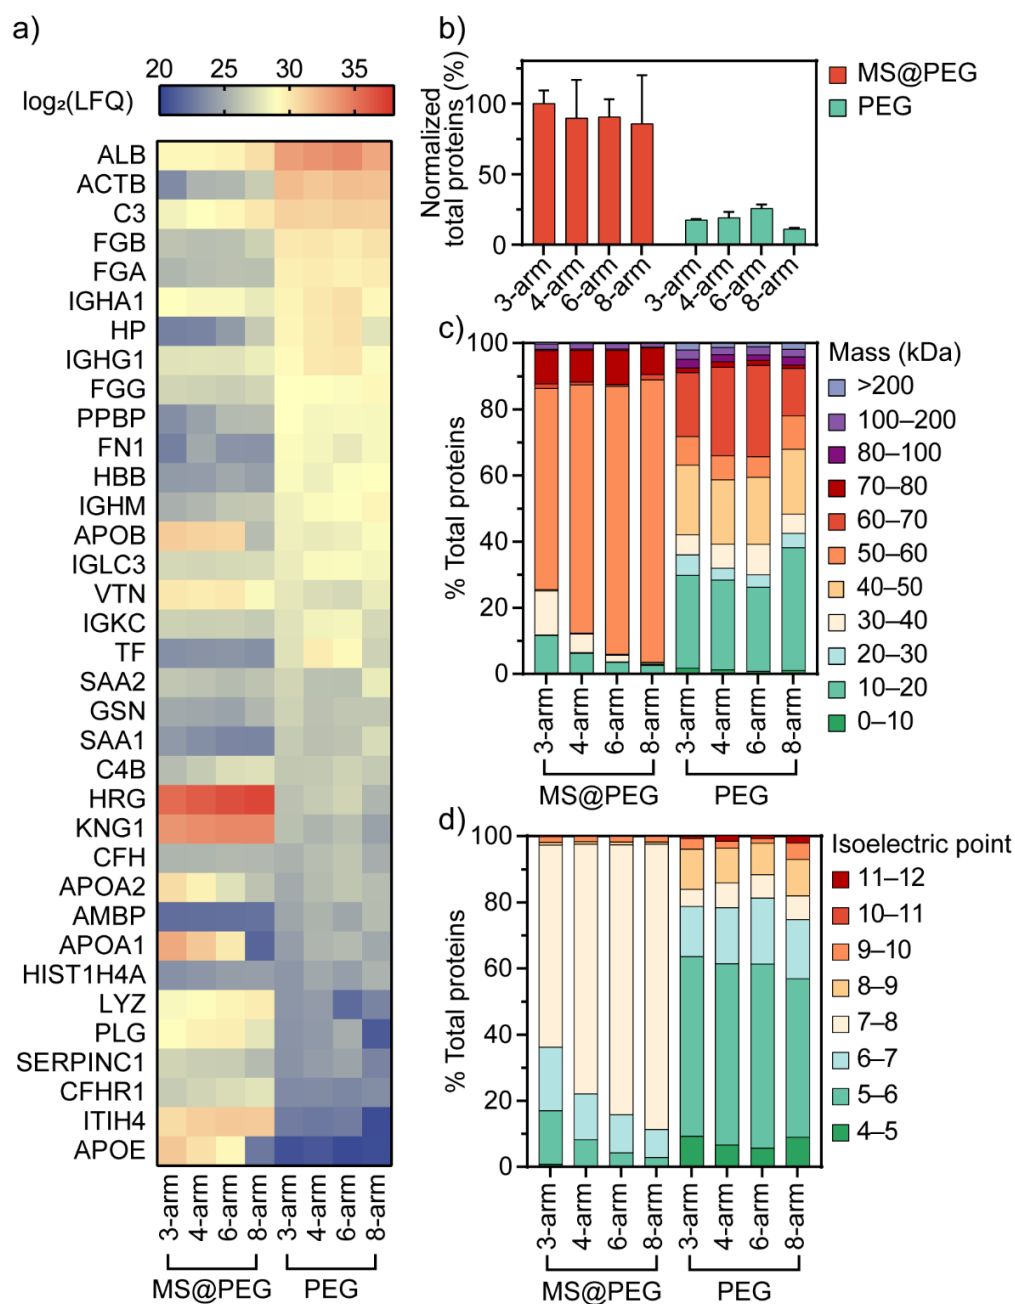 a)
20 25 30 35
log₂(LFQ)
ALB
ACTB
C3
FGB
FGA
IGHA1
HP
IGHG1
FGG
PPBP
FN1
HBB
IGHM
APOB
IGLC3
VTN
IGKC
TF
SAA2
GSN
SAA1
C4B
HRG
KNG1
CFH
APOA2
AMBP
APOA1
HIST1H4A
LYZ
PLG
SERPINC1
CFHR1
ITIH4
APOE
3-arm 4-arm 6-arm 8-arm 3-arm 4-arm 6-arm 8-arm
MS@PEG PEG
b)
Normalized
total proteins (%)
100
50
0
3-arm 4-arm 6-arm 8-arm 3-arm 4-arm 6-arm 8-arm
MS@PEG
PEG
c)
% Total proteins
100
80
60
40
20
0
3-arm 4-arm 6-arm 8-arm 3-arm 4-arm 6-arm 8-arm
MS@PEG PEG
Mass (kDa)
>200
100–200
80–100
70–80
60–70
50–60
40–50
30–40
20–30
10–20
0–10
d)
% Total proteins
100
80
60
40
20
0
3-arm 4-arm 6-arm 8-arm 3-arm 4-arm 6-arm 8-arm
MS@PEG PEG
Isoelectric point
11–12
10–11
9–10
8–9
7–8
6–7
5–6
4–5